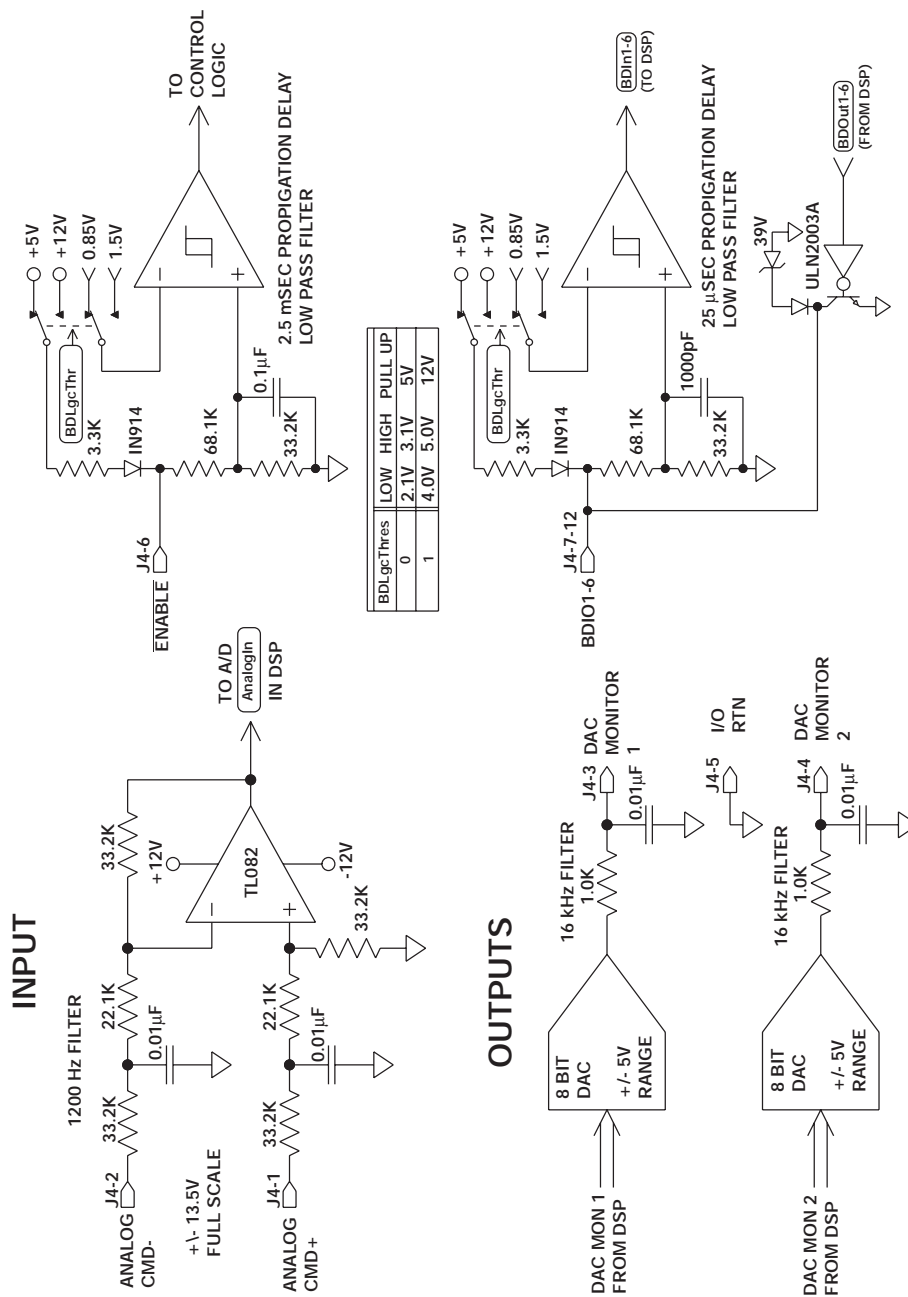 INPUT
1200 Hz FILTER
J4-2
ANALOG
CMD-
33.2K
22.1K
0.01µF
33.2K
+\- 13.5V
FULL SCALE
J4-1
ANALOG
CMD+
33.2K
22.1K
0.01µF
33.2K
+12V
TL082
-12V
TO A/D
AnalogIn
IN DSP
ENABLE
J4-6
BDLgcThr
3.3K
IN914
68.1K
33.2K
0.1µF
+5V
+12V
0.85V
1.5V
TO
CONTROL
LOGIC
2.5 mSEC PROPIGATION DELAY
LOW PASS FILTER
BDLgcThres LOW HIGH PULL UP
0 2.1V 3.1V 5V
1 4.0V 5.0V 12V
OUTPUTS
DAC MON 1
FROM DSP
8 BIT
DAC
+/- 5V
RANGE
16 kHz FILTER
1.0K
J4-3
DAC
MONITOR
1
0.01µF
J4-5
I/O
RTN
DAC MON 2
FROM DSP
8 BIT
DAC
+/- 5V
RANGE
16 kHz FILTER
1.0K
J4-4
DAC
MONITOR
2
0.01µF
BDIO1-6
J4-7-12
BDLgcThr
3.3K
IN914
68.1K
33.2K
1000pF
+5V
+12V
0.85V
1.5V
BDIn1-6
(TO DSP)
25 µSEC PROPIGATION DELAY
LOW PASS FILTER
39V
ULN2003A
BDOut1-6
(FROM DSP)